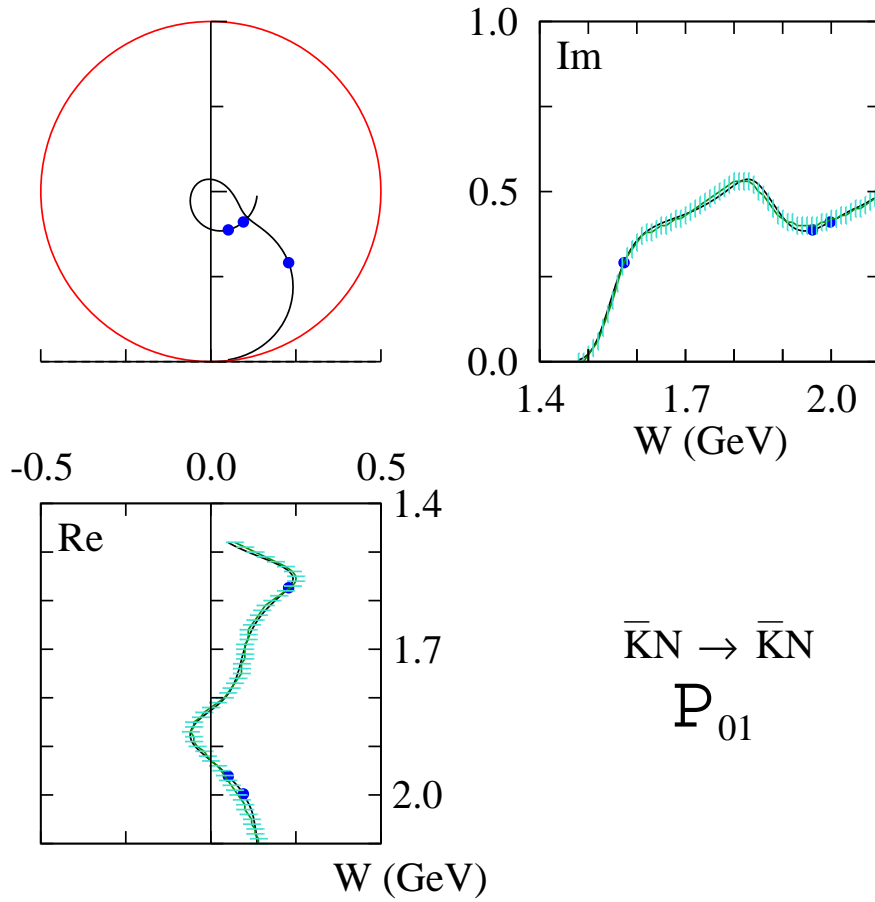 1.0
Im
0.5
0.0
1.4 1.7 2.0
W (GeV)
-0.5 0.0 0.5
1.4
Re
1.7
2.0
W (GeV)
K̅N → K̅N
P₀₁